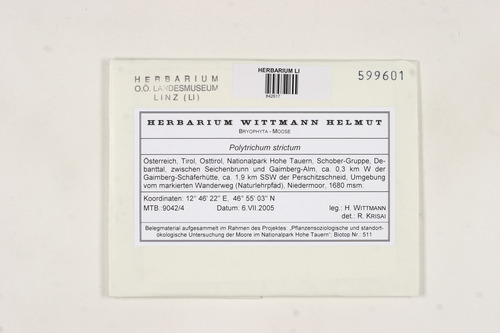 HERBARIUM
O.Ö. LANDESMUSEUM
LINZ (LI)
HERBARIUM LI
599601
HERBARIUM WITTMANN HELMUT
BRYOPHYTA - MOOSE
Polytrichum strictum
Österreich, Tirol, Osttirol, Nationalpark Hohe Tauern, Schober-Gruppe, De-
banttal, zwischen Seichenbrunn und Gaimberg-Alm, ca. 0,3 km W der
Gaimberg-Schäferhütte, ca. 1,9 km SSW der Perschitzschneid, Umgebung
vom markierten Wanderweg (Naturlehrpfad), Niedermoor, 1680 msm.
Koordinaten: 12° 46' 22" E, 46° 55' 03" N
MTB.:9042/4 Datum: 6.VII.2005 leg.: H. WITTMANN
det.: R. KRISAI
Belegmaterial aufgesammelt im Rahmen des Projektes: „Pflanzensoziologische und standort-
ökologische Untersuchung der Moore im Nationalpark Hohe Tauern"; Biotop Nr.: 511